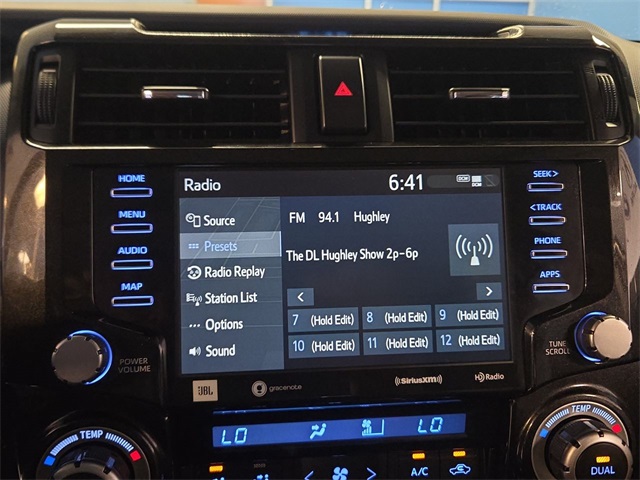 HOME
MENU
AUDIO
MAP
POWER
VOLUME
Radio
6:41
DCM
DCM
Source
Presets
Radio Replay
Station List
Options
Sound
FM 94.1 Hughley
The DL Hughley Show 2p-6p
<
>
7 (Hold Edit)
8 (Hold Edit)
9 (Hold Edit)
10 (Hold Edit)
11 (Hold Edit)
12 (Hold Edit)
SEEK >
< TRACK
PHONE
APPS
TUNE
SCROLL
JBL
gracenote
SiriusXM
HD Radio
LO
LO
TEMP
TEMP
< >
A/C
DUAL